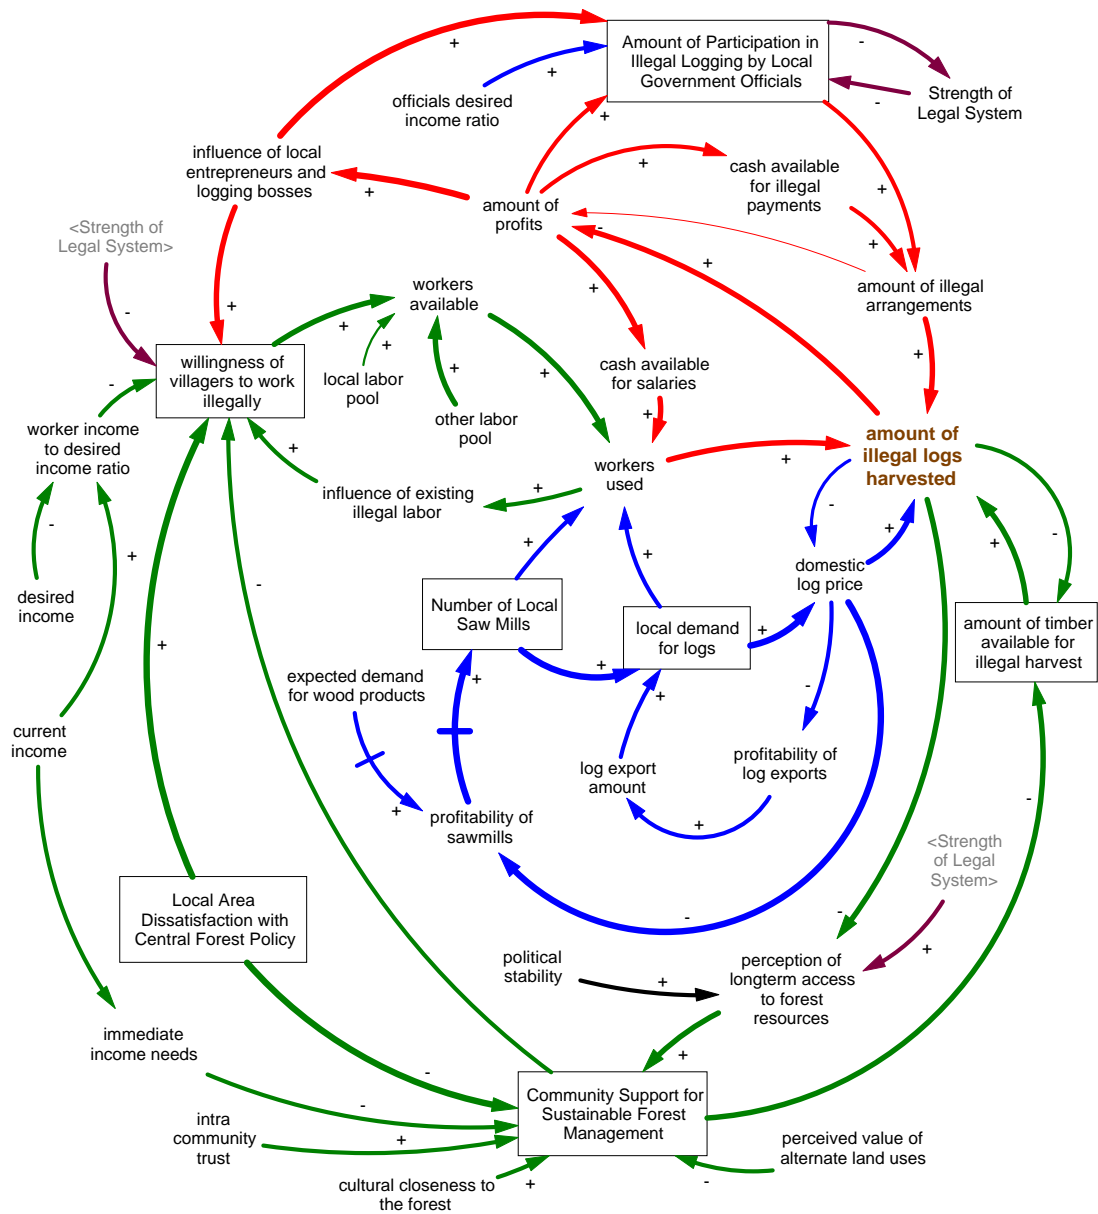 Amount of Participation in
Illegal Logging by Local
Government Officials
+
-
+
officials desired
income ratio
-
Strength of
Legal System
+
influence of local
entrepreneurs and
logging bosses
+
+
cash available
for illegal
payments
+
amount of
profits
-
<Strength of
Legal System>
+
+
amount of illegal
arrangements
workers
available
+
+
-
+
+
willingness of
villagers to work
illegally
+
+
local labor
pool
cash available
for salaries
-
+
other labor
pool
+
worker income
to desired
income ratio
+
workers
used
+
amount of
illegal logs
harvested
influence of existing
illegal labor
+
-
-
+
-
+
+
+
+
-
domestic
log price
desired
income
Number of Local
Saw Mills
local demand
for logs
+
amount of timber
available for
illegal harvest
+
expected demand
for wood products
+
+
+
-
current
income
profitability of
log exports
log export
amount
+
profitability of
sawmills
+
-
<Strength
of Legal
System>
Local Area
Dissatisfaction with
Central Forest Policy
-
-
political
stability
+
perception of
longterm access
to forest
resources
+
immediate
income needs
+
-
-
Community Support for
Sustainable Forest
Management
intra
community
trust
+
perceived value of
alternate land uses
cultural closeness to
the forest
+
-